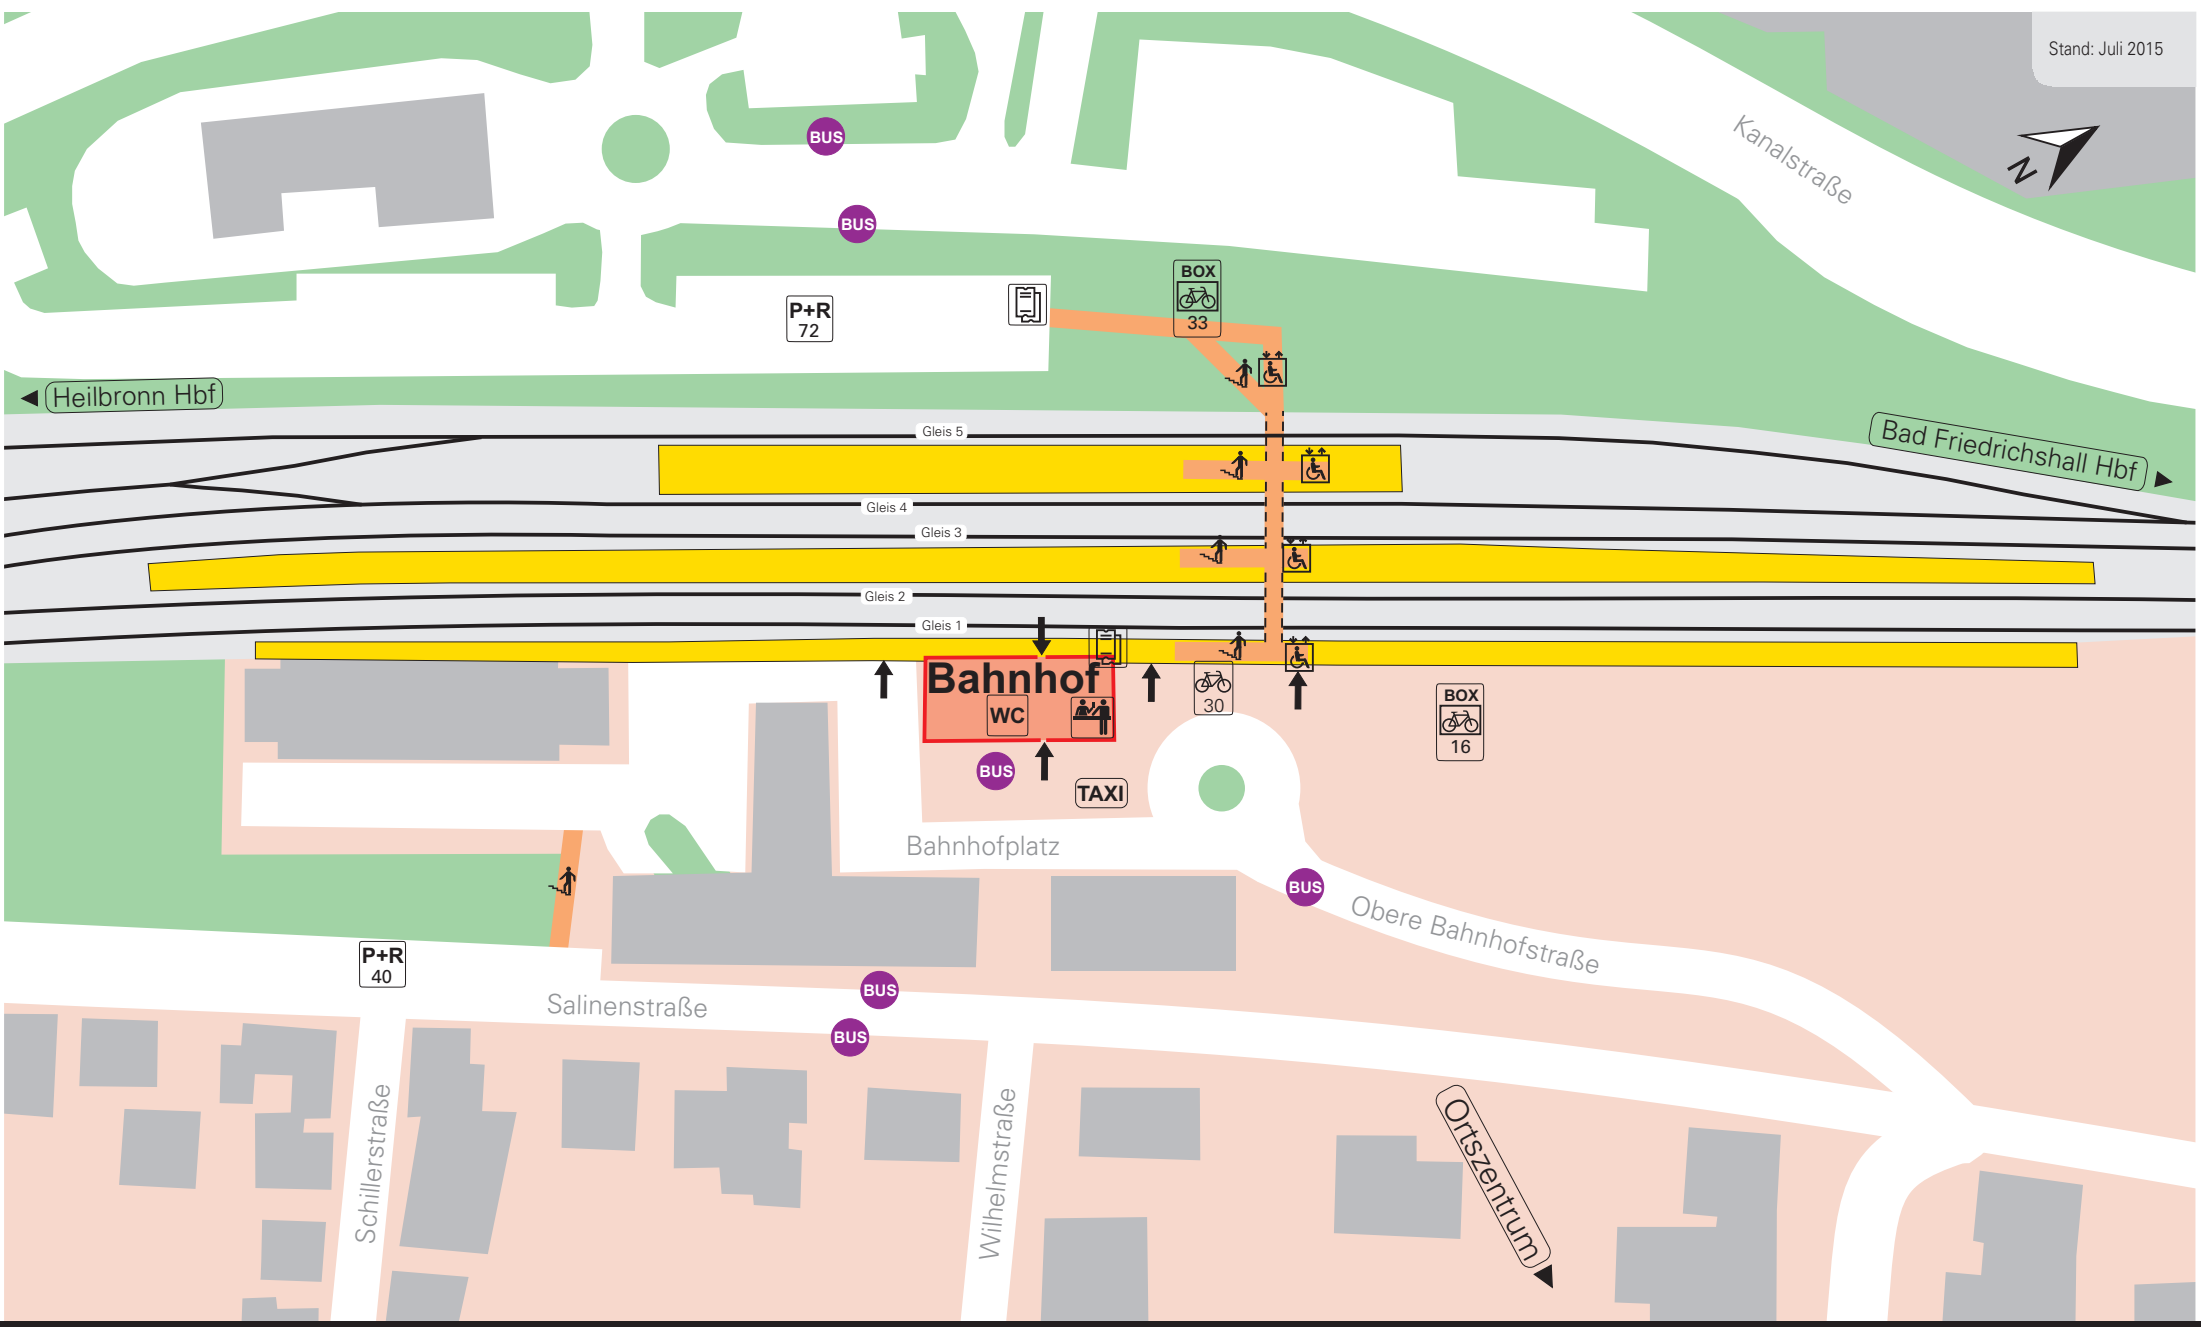 Stand: Juli 2015
Kanalstraße
N
BUS
BUS
BOX
33
P+R
72
Heilbronn Hbf
Bad Friedrichshall Hbf
Gleis 5
Gleis 4
Gleis 3
Gleis 2
Gleis 1
Bahnhof
WC
30
BOX
16
BUS
TAXI
Bahnhofplatz
BUS
Obere Bahnhofstraße
P+R
40
Salinenstraße
BUS
BUS
Schillerstraße
Wilhelmstraße
Ortszentrum